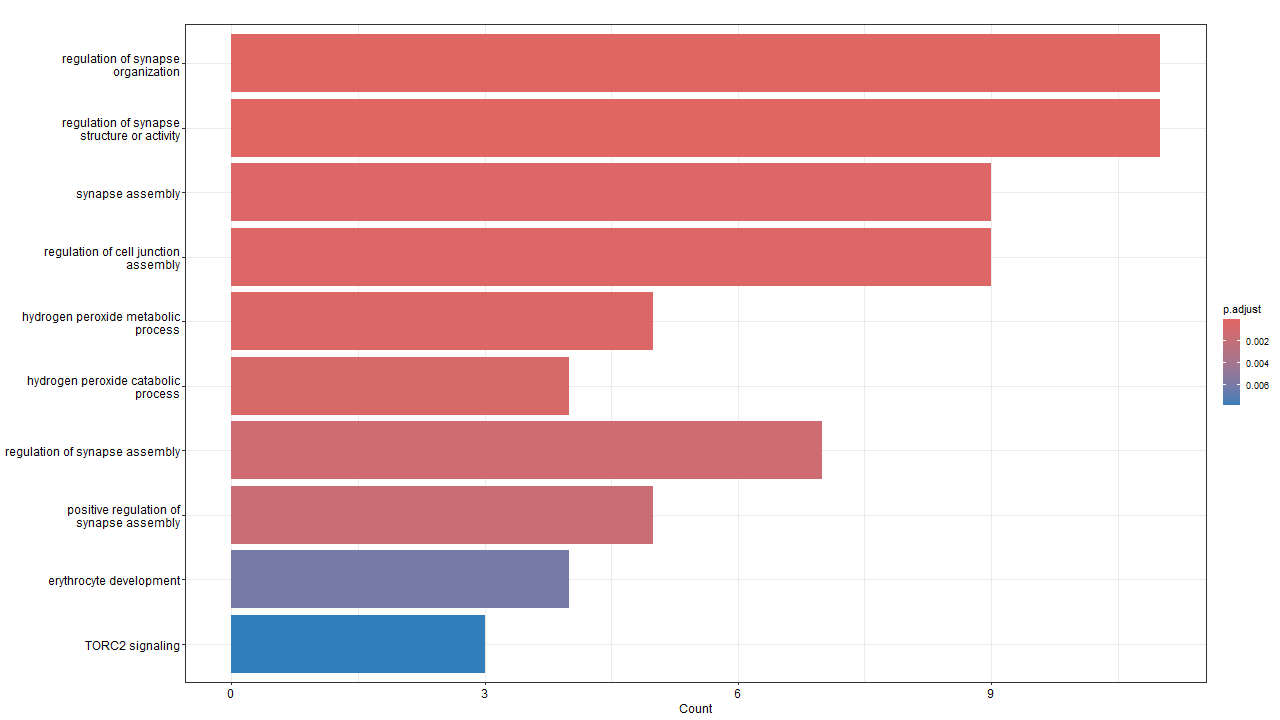 regulation of synapse
organization
regulation of synapse
structure or activity
synapse assembly
regulation of cell junction
assembly
hydrogen peroxide metabolic
process
hydrogen peroxide catabolic
process
regulation of synapse assembly
positive regulation of
synapse assembly
erythrocyte development
TORC2 signaling
0 3 6 9
Count
p.adjust
0.002
0.004
0.006